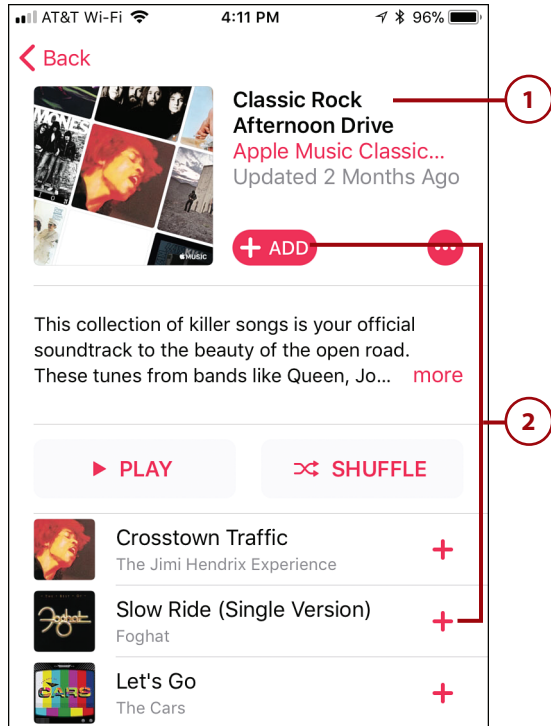 AT&T Wi-Fi 4:11 PM 96%
Back
Classic Rock
Afternoon Drive
Apple Music Classic...
Updated 2 Months Ago
MONES
MUSIC
+ ADD
1
This collection of killer songs is your official
soundtrack to the beauty of the open road.
These tunes from bands like Queen, Jo... more
2
PLAY
SHUFFLE
Crosstown Traffic
The Jimi Hendrix Experience
Slow Ride (Single Version)
Foghat
Foghat
Let's Go
The Cars
CARS